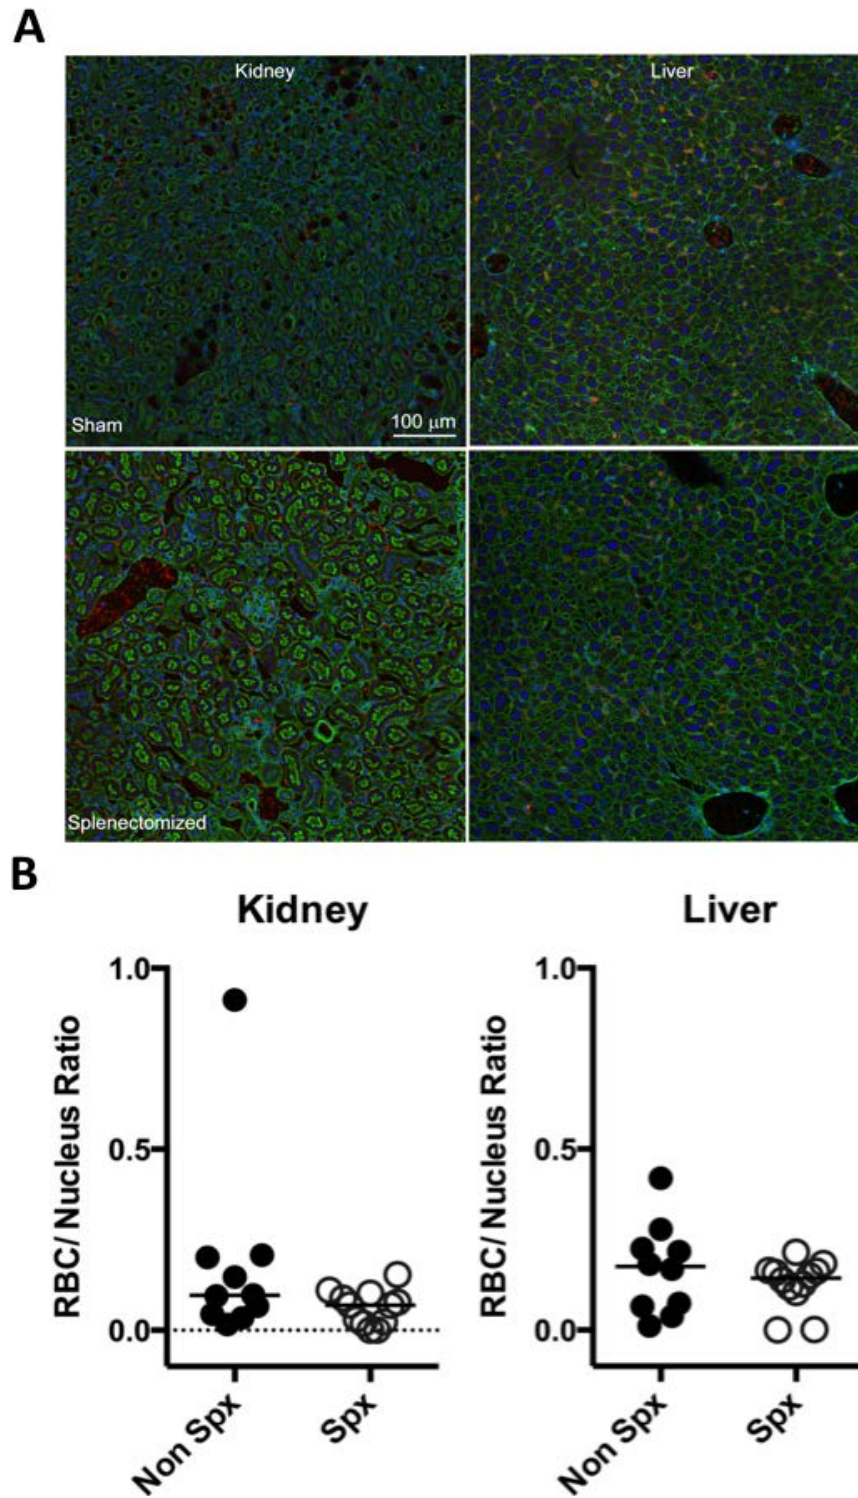 A
Kidney
Liver
Sham
100 μm
Splenectomized
B
Kidney
Liver
RBC/ Nucleus Ratio
1.0
0.5
0.0
Non Spx
Spx
RBC/ Nucleus Ratio
1.0
0.5
0.0
Non Spx
Spx